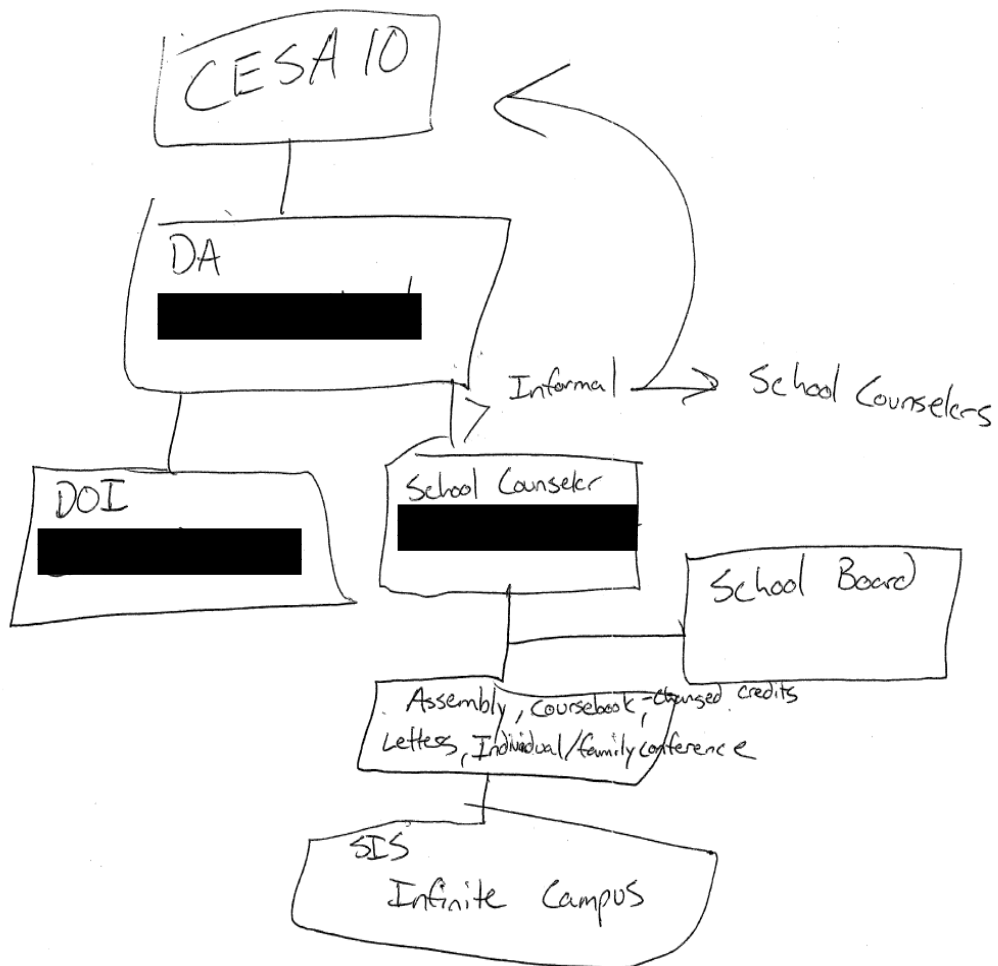 CESA 10
DA
Informal
School Counselers
DOI
School Counseler
School Board
Assembly, Coursebook, -changed credits
Letters, Individual/family conference
SIS
Infinite Campus